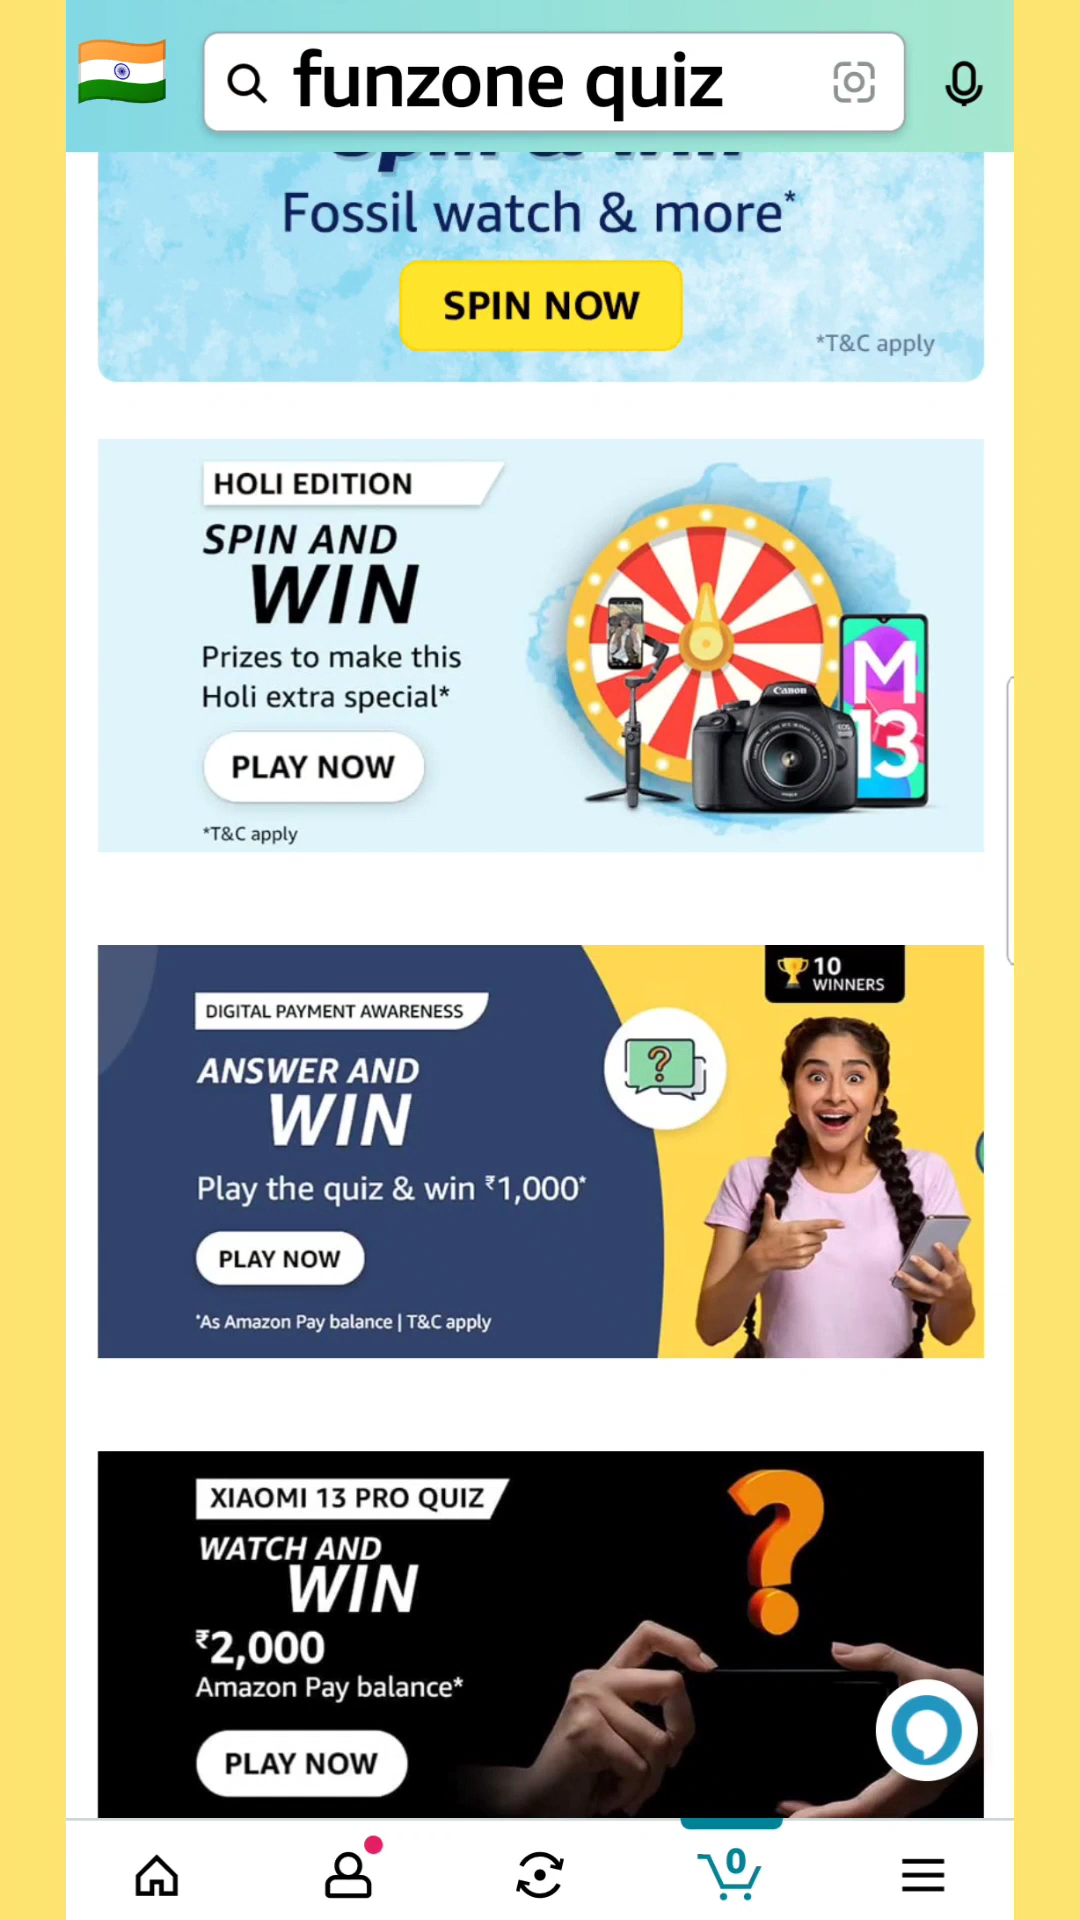 funzone quiz
Fossil watch & more*
SPIN NOW
*T&C apply
HOLI EDITION
SPIN AND
WIN
Prizes to make this
Holi extra special*
PLAY NOW
*T&C apply
Canon
M
13
10
WINNERS
DIGITAL PAYMENT AWARENESS
ANSWER AND
WIN
?
Play the quiz & win ₹1,000*
PLAY NOW
*As Amazon Pay balance | T&C apply
XIAOMI 13 PRO QUIZ
WATCH AND
WIN
?
₹2,000
Amazon Pay balance*
PLAY NOW
0